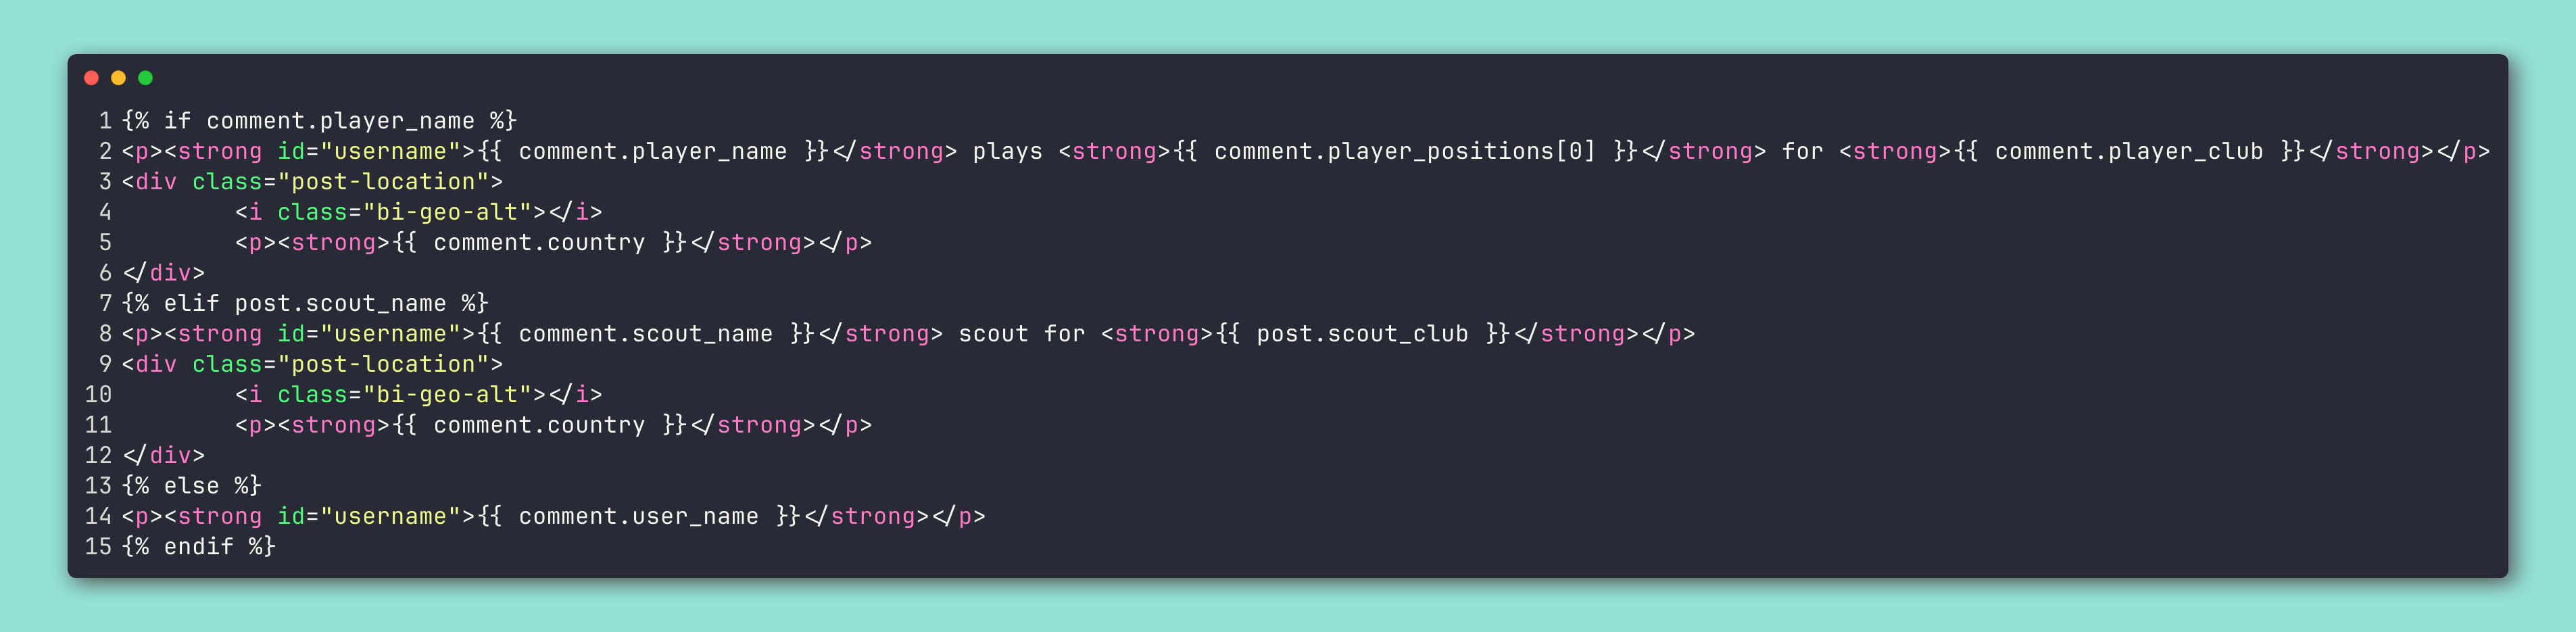 1 {% if comment.player_name %}
2 <p><strong id="username">{{ comment.player_name }}</strong> plays <strong>{{ comment.player_positions[0] }}</strong> for <strong>{{ comment.player_club }}</strong></p>
3 <div class="post-location">
4         <i class="bi-geo-alt"></i>
5         <p><strong>{{ comment.country }}</strong></p>
6 </div>
7 {% elif post.scout_name %}
8 <p><strong id="username">{{ comment.scout_name }}</strong> scout for <strong>{{ post.scout_club }}</strong></p>
9 <div class="post-location">
10         <i class="bi-geo-alt"></i>
11         <p><strong>{{ comment.country }}</strong></p>
12 </div>
13 {% else %}
14 <p><strong id="username">{{ comment.user_name }}</strong></p>
15 {% endif %}